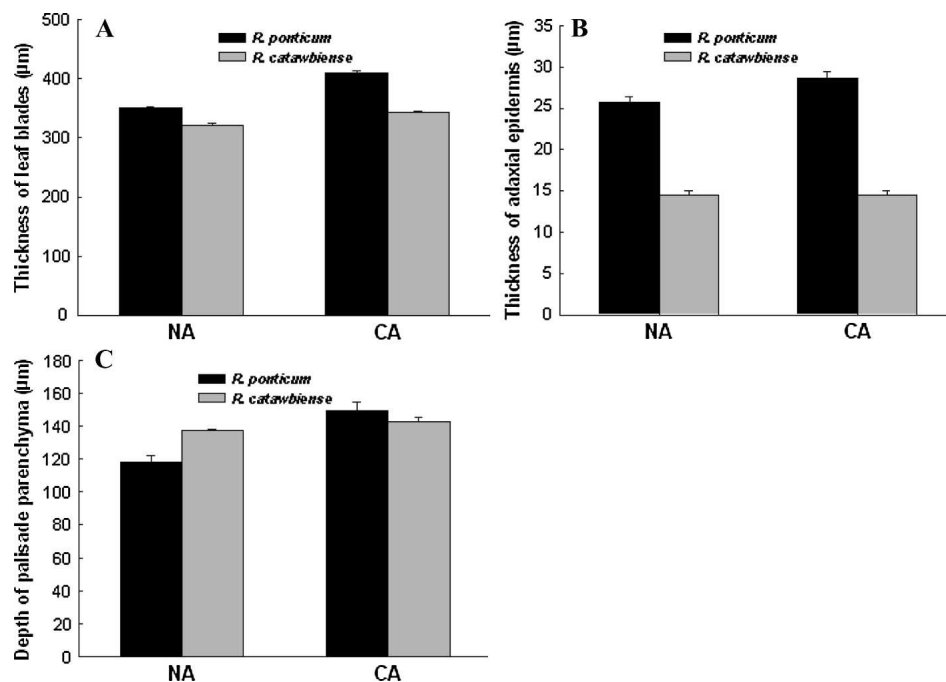 A
Thickness of leaf blades (μm)
500
400
300
200
100
0
R. ponticum
R. catawbiense
NA
CA
B
Thickness of adaxial epidermis (μm)
35
30
25
20
15
10
5
0
R. ponticum
R. catawbiense
NA
CA
C
Depth of palisade parenchyma (μm)
180
160
140
120
100
80
60
40
20
0
R. ponticum
R. catawbiense
NA
CA